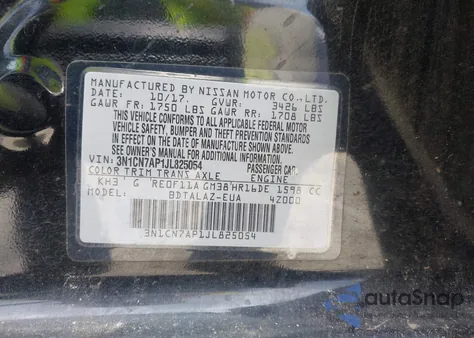 MANUFACTURED BY NISSAN MOTOR CO., LTD.
DATE: 10/17. GVWR: 3426 LBS
GAWR FR: 1750 LBS GAWR RR: 1708 LBS
THIS VEHICLE CONFORMS TO ALL APPLICABLE FEDERAL MOTOR
VEHICLE SAFETY, BUMPER AND THEFT PREVENTION STANDARDS
IN EFFECT ON THE DATE OF MANUFACTURE SHOWN ABOVE.
SEE OWNER'S MANUAL FOR ADDITIONAL INFORMATION.
VIN: 3N1CN7AP1JL825054 PASSENGER CAR
COLOR TRIM TRANS AXLE ENGINE
KH3 G RE0F11A GM38 HR16DE 1598 CC
MODEL: BDTALAZ-EUA 4Z000
3N1CN7AP1JL825054
autaSnap